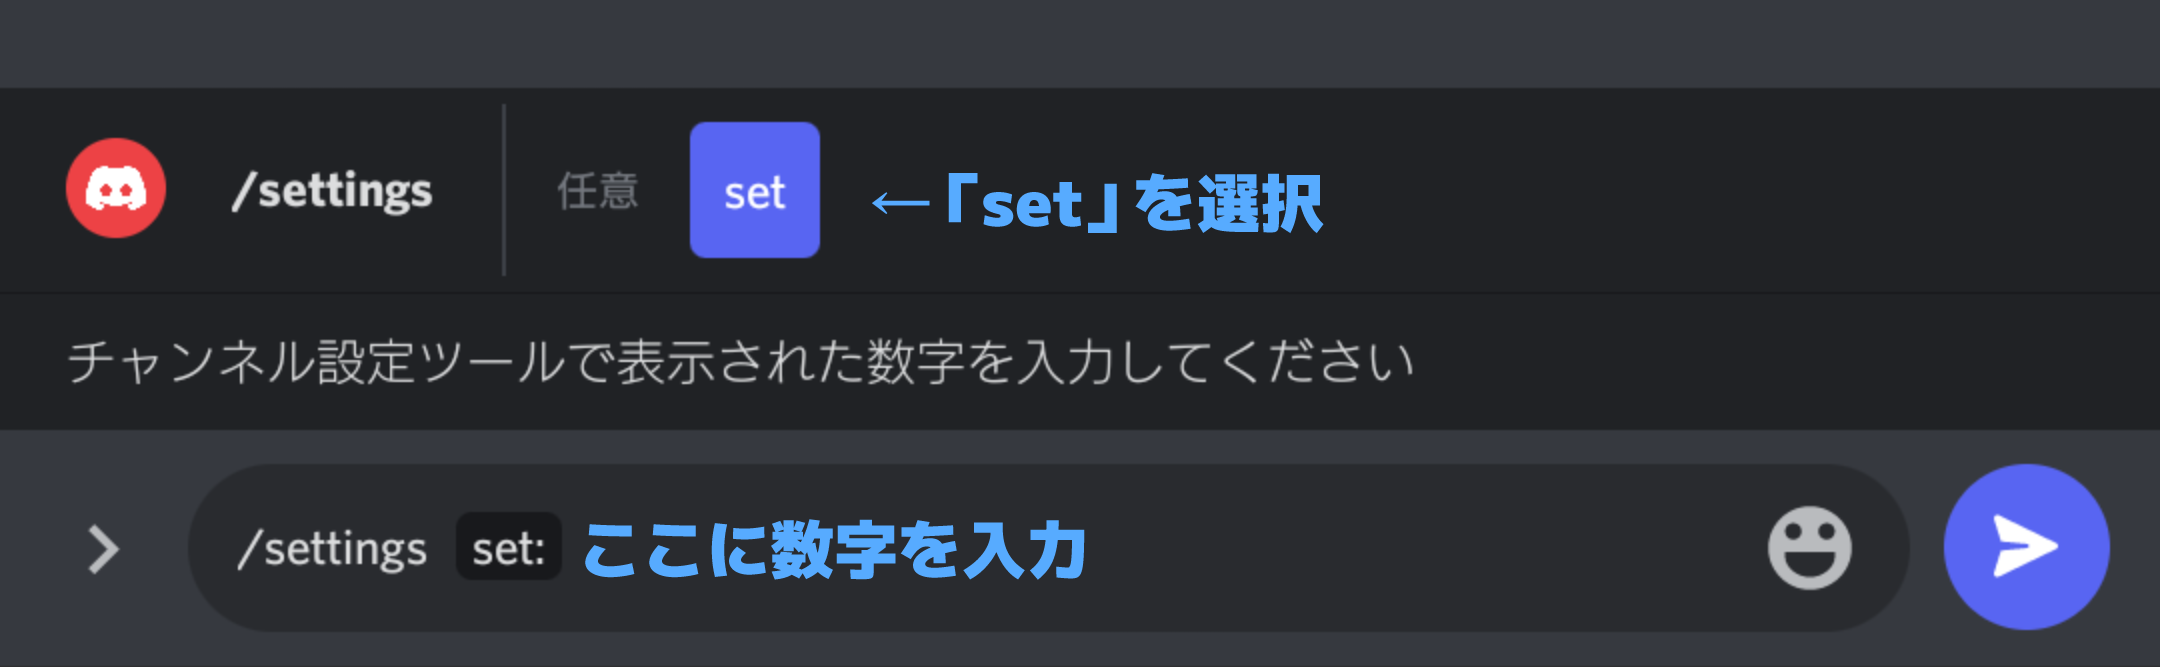 /settings 任意 set ←「set」を選択
チャンネル設定ツールで表示された数字を入力してください
/settings set: ここに数字を入力